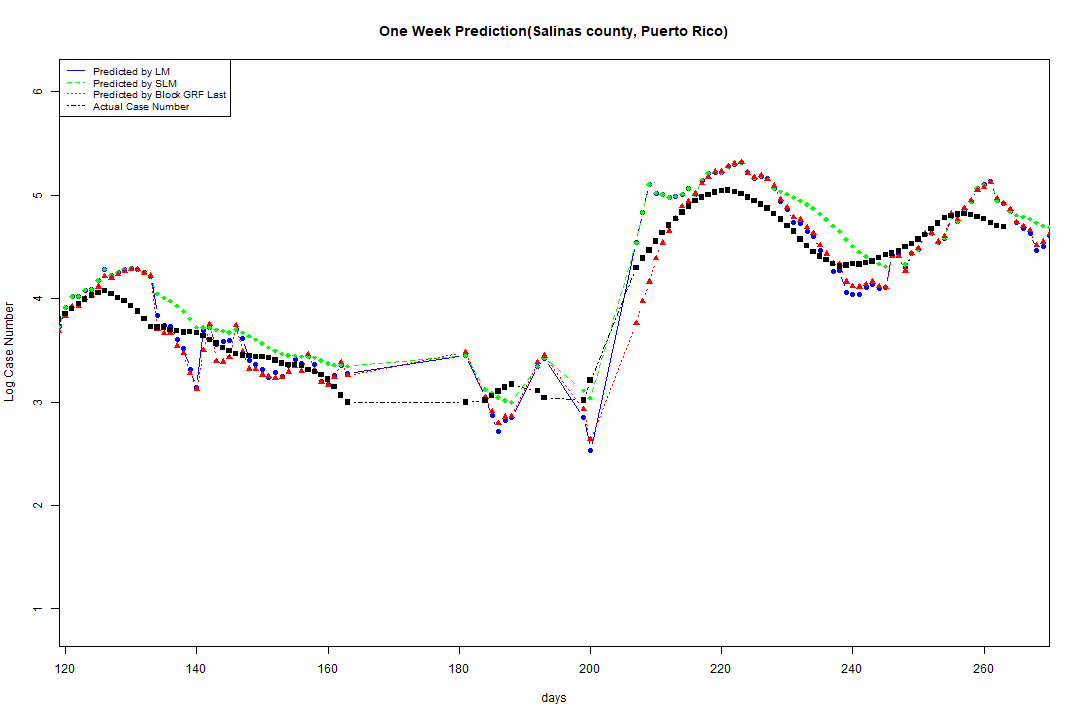 One Week Prediction(Salinas county, Puerto Rico)
Predicted by LM
Predicted by SLM
Predicted by Block GRF Last
Actual Case Number
Log Case Number
6
5
4
3
2
1
120 140 160 180 200 220 240 260
days